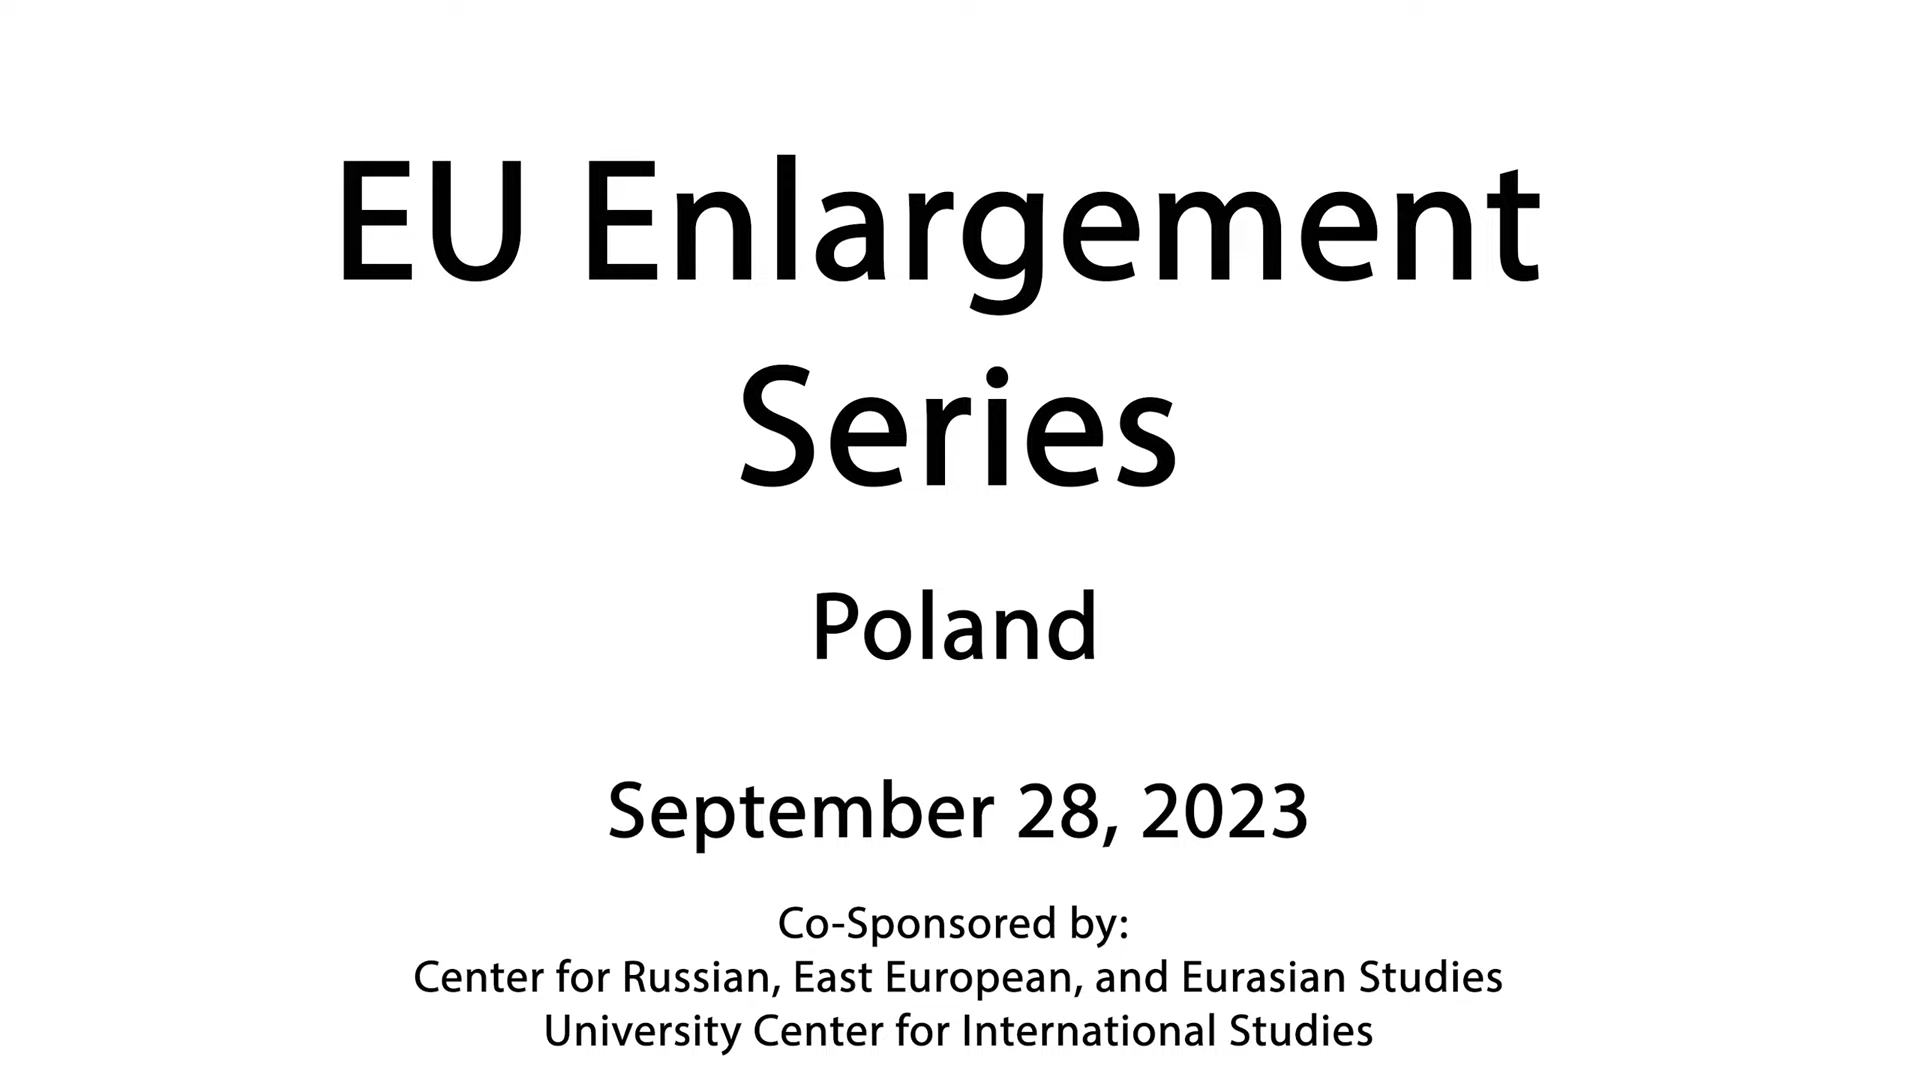 EU Enlargement
Series
Poland
September 28, 2023
Co-Sponsored by:
Center for Russian, East European, and Eurasian Studies
University Center for International Studies